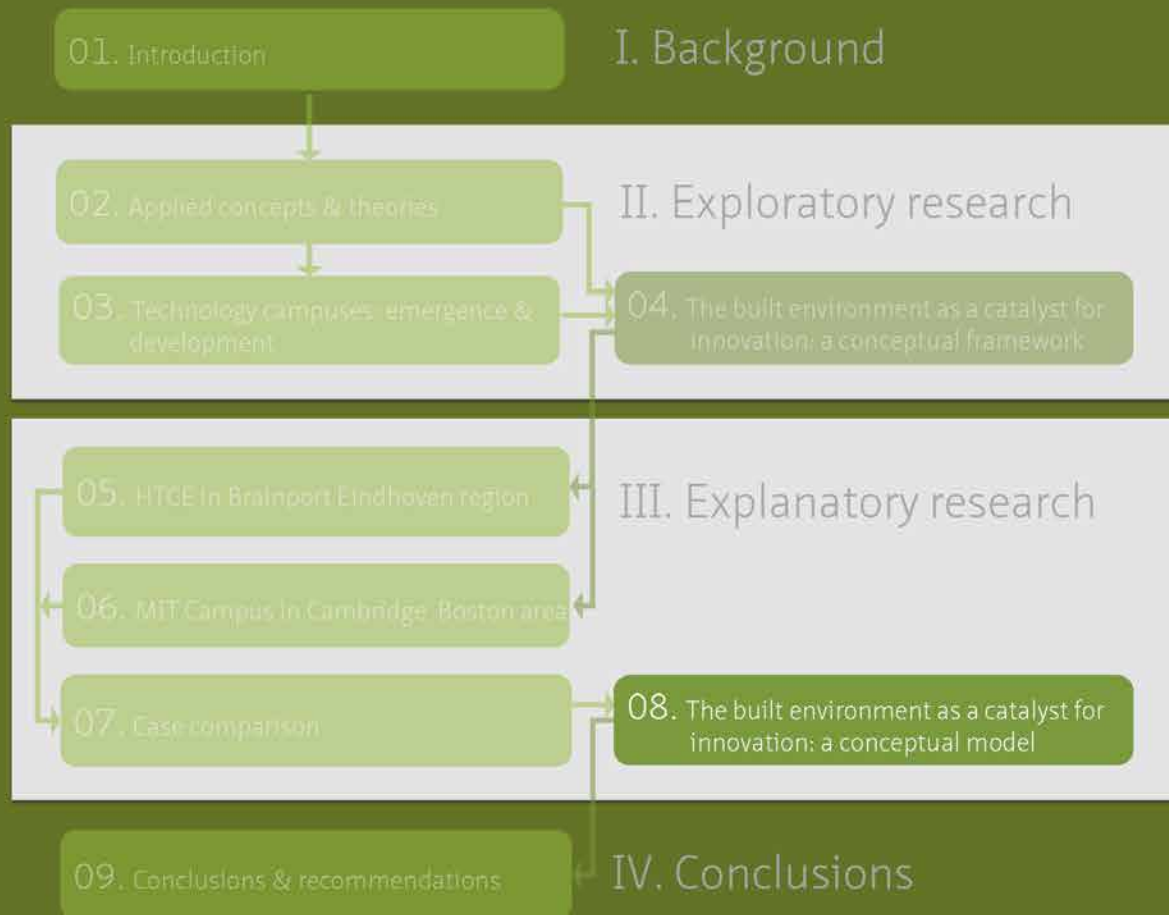 01. Introduction
I. Background
02. Applied concepts & theories
II. Exploratory research
03. Technology campuses: emergence &
development
04. The built environment as a catalyst for
innovation: a conceptual framework
05. HTCE in Brainport Eindhoven region
III. Explanatory research
06. MIT Campus in Cambridge Boston area
07. Case comparison
08. The built environment as a catalyst for
innovation: a conceptual model
09. Conclusions & recommendations
IV. Conclusions